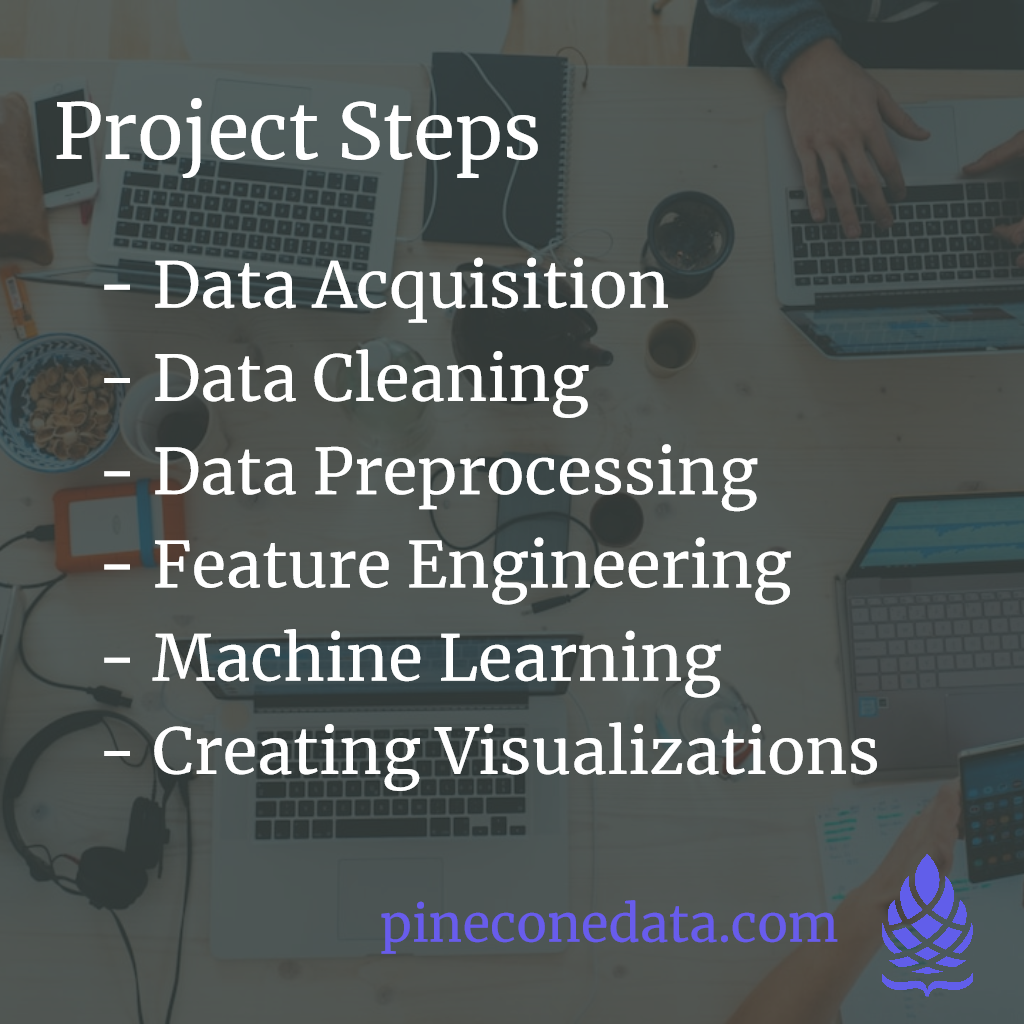 Project Steps
- Data Acquisition
- Data Cleaning
- Data Preprocessing
- Feature Engineering
- Machine Learning
- Creating Visualizations
pineconedata.com